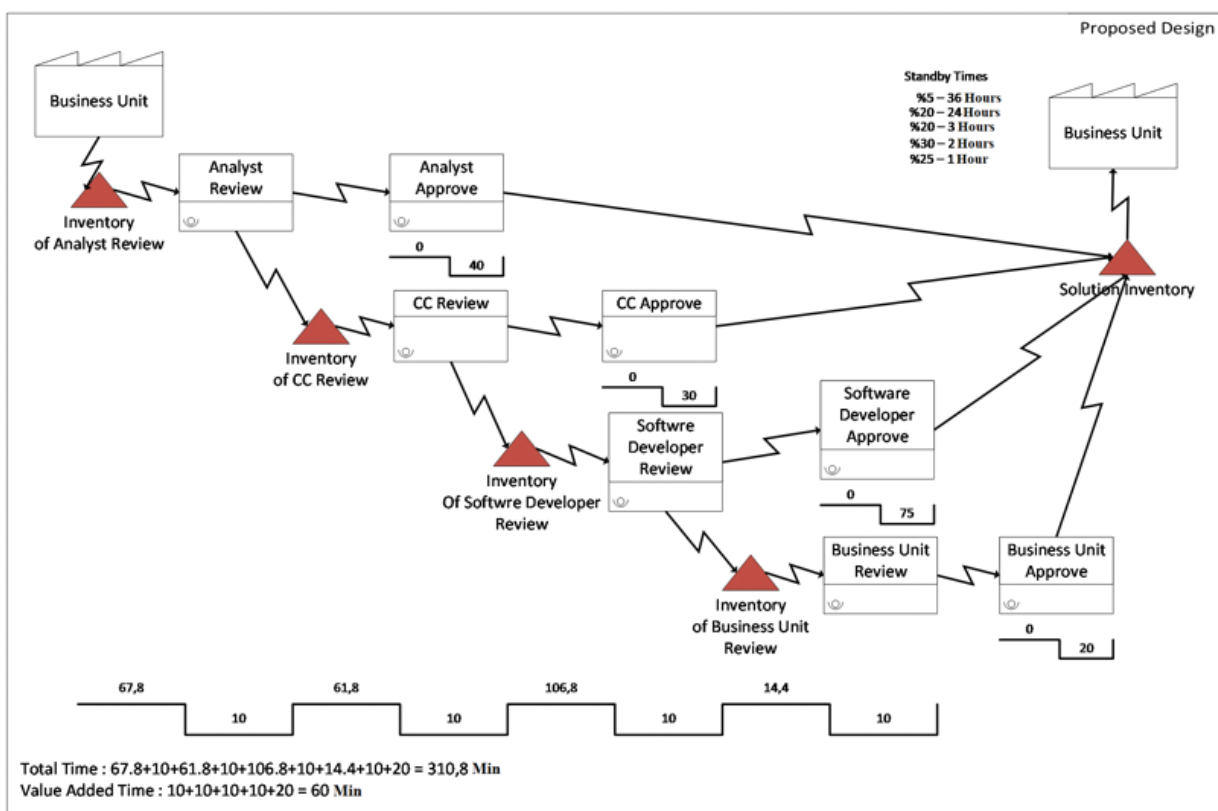 Proposed Design
Business Unit
Standby Times
%5 – 36 Hours
%20 – 24 Hours
%20 – 3 Hours
%30 – 2 Hours
%25 – 1 Hour
Business Unit
Analyst
Review
Analyst
Approve
Inventory
of Analyst Review
0
40
Solution Inventory
CC Review
CC Approve
Inventory
of CC Review
0
30
Softwre
Developer
Review
Software
Developer
Approve
Inventory
Of Softwre Developer
Review
0
75
Business Unit
Review
Business Unit
Approve
Inventory
of Business Unit
Review
0
20
67,8
10
61,8
10
106,8
10
14,4
10
Total Time : 67.8+10+61.8+10+106.8+10+14.4+10+20 = 310,8 Min
Value Added Time : 10+10+10+10+20 = 60 Min